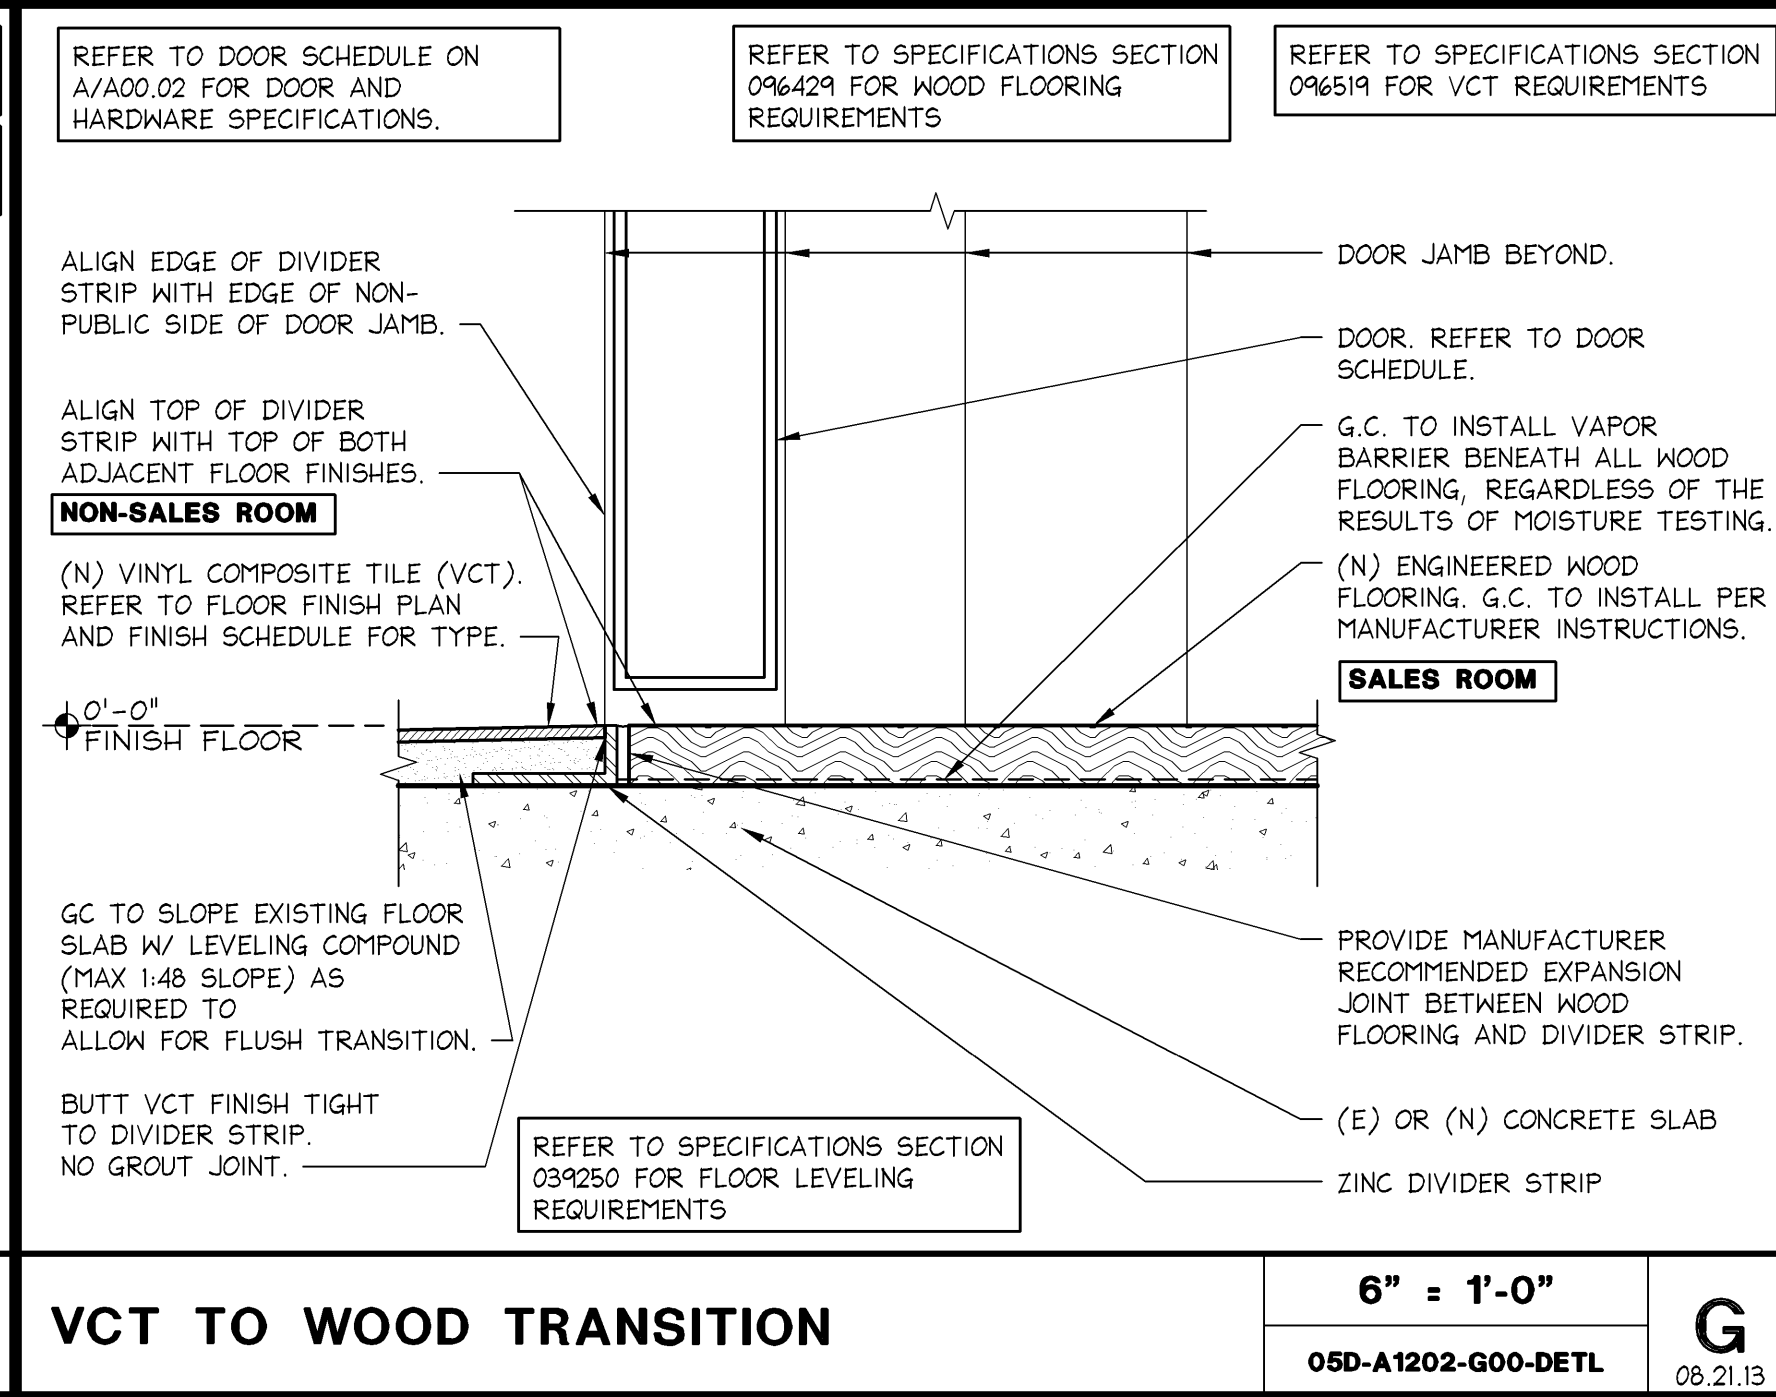 REFER TO DOOR SCHEDULE ON
A/A00.02 FOR DOOR AND
HARDWARE SPECIFICATIONS.
REFER TO SPECIFICATIONS SECTION
096429 FOR WOOD FLOORING
REQUIREMENTS
REFER TO SPECIFICATIONS SECTION
096519 FOR VCT REQUIREMENTS
ALIGN EDGE OF DIVIDER
STRIP WITH EDGE OF NON-
PUBLIC SIDE OF DOOR JAMB.
ALIGN TOP OF DIVIDER
STRIP WITH TOP OF BOTH
ADJACENT FLOOR FINISHES.
NON-SALES ROOM
(N) VINYL COMPOSITE TILE (VCT).
REFER TO FLOOR FINISH PLAN
AND FINISH SCHEDULE FOR TYPE.
0'-0"
FINISH FLOOR
GC TO SLOPE EXISTING FLOOR
SLAB W/ LEVELING COMPOUND
(MAX 1:48 SLOPE) AS
REQUIRED TO
ALLOW FOR FLUSH TRANSITION.
BUTT VCT FINISH TIGHT
TO DIVIDER STRIP.
NO GROUT JOINT.
REFER TO SPECIFICATIONS SECTION
039250 FOR FLOOR LEVELING
REQUIREMENTS
DOOR JAMB BEYOND.
DOOR. REFER TO DOOR
SCHEDULE.
G.C. TO INSTALL VAPOR
BARRIER BENEATH ALL WOOD
FLOORING, REGARDLESS OF THE
RESULTS OF MOISTURE TESTING.
(N) ENGINEERED WOOD
FLOORING. G.C. TO INSTALL PER
MANUFACTURER INSTRUCTIONS.
SALES ROOM
PROVIDE MANUFACTURER
RECOMMENDED EXPANSION
JOINT BETWEEN WOOD
FLOORING AND DIVIDER STRIP.
(E) OR (N) CONCRETE SLAB
ZINC DIVIDER STRIP
VCT TO WOOD TRANSITION
6" = 1'-0"
05D-A1202-G00-DETL
G
08.21.13